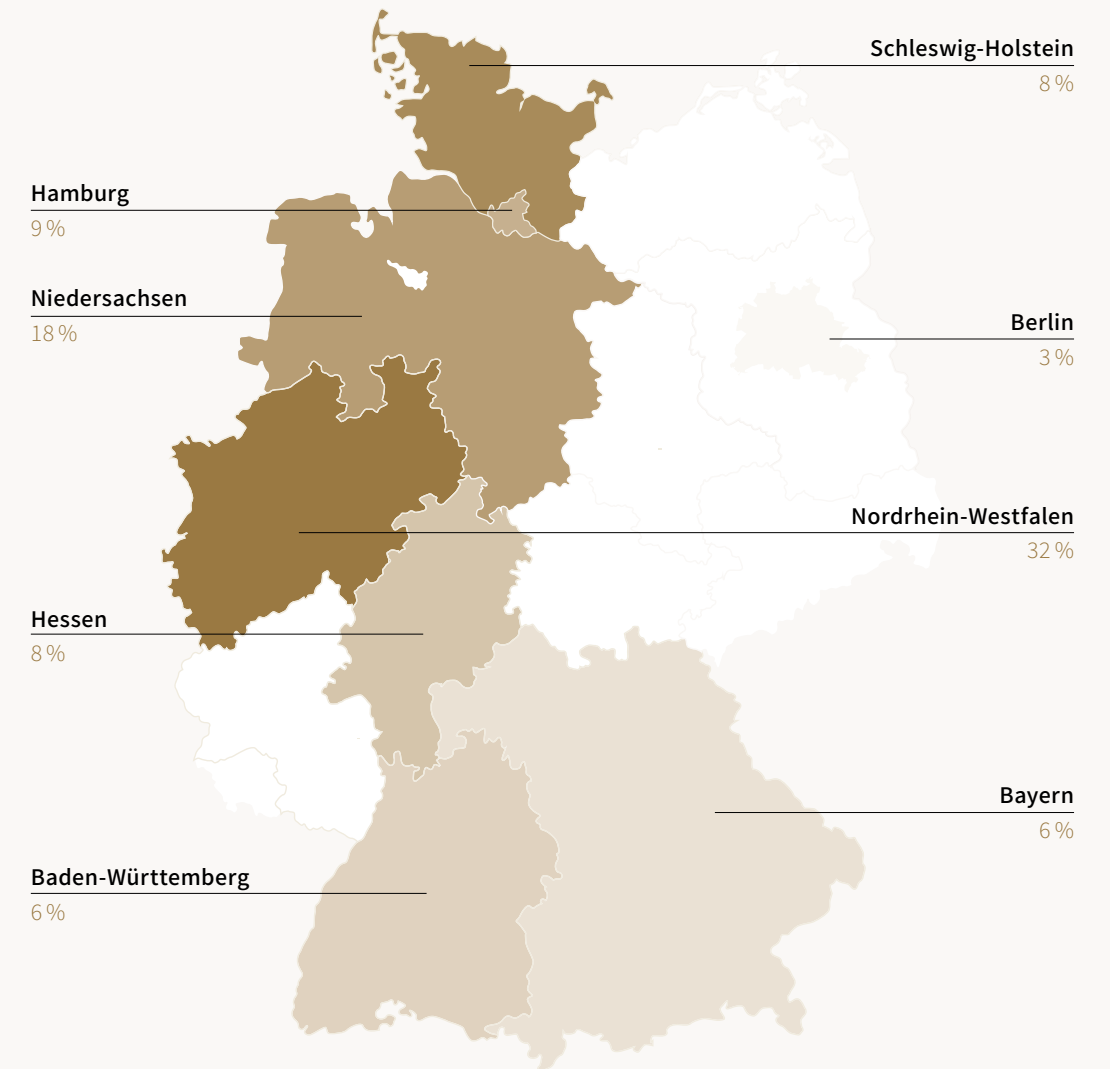 Schleswig-Holstein
8 %
Hamburg
9 %
Niedersachsen
18 %
Berlin
3 %
Nordrhein-Westfalen
32 %
Hessen
8 %
Bayern
6 %
Baden-Württemberg
6 %